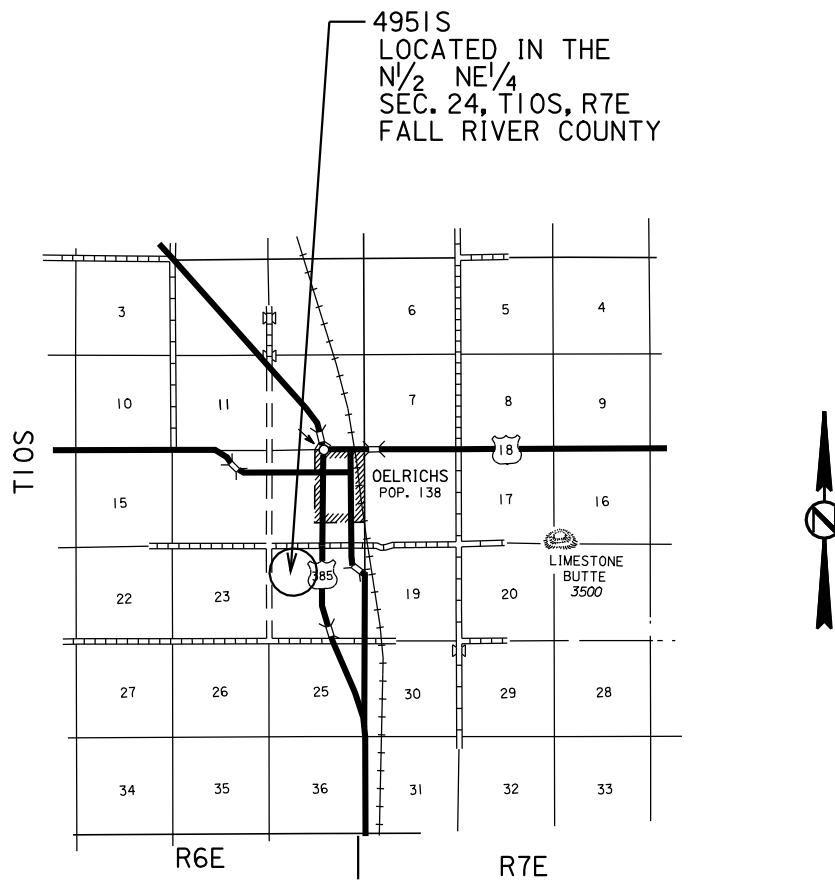 4951S
LOCATED IN THE
N1/2 NE1/4
SEC. 24, T10S, R7E
FALL RIVER COUNTY
3
6
5
4
10
11
7
8
9
18
T10S
OELRICHS
POP. 138
15
17
16
LIMESTONE
BUTTE
3500
385
22
23
19
20
27
26
25
30
29
28
34
35
36
31
32
33
R6E
R7E
N